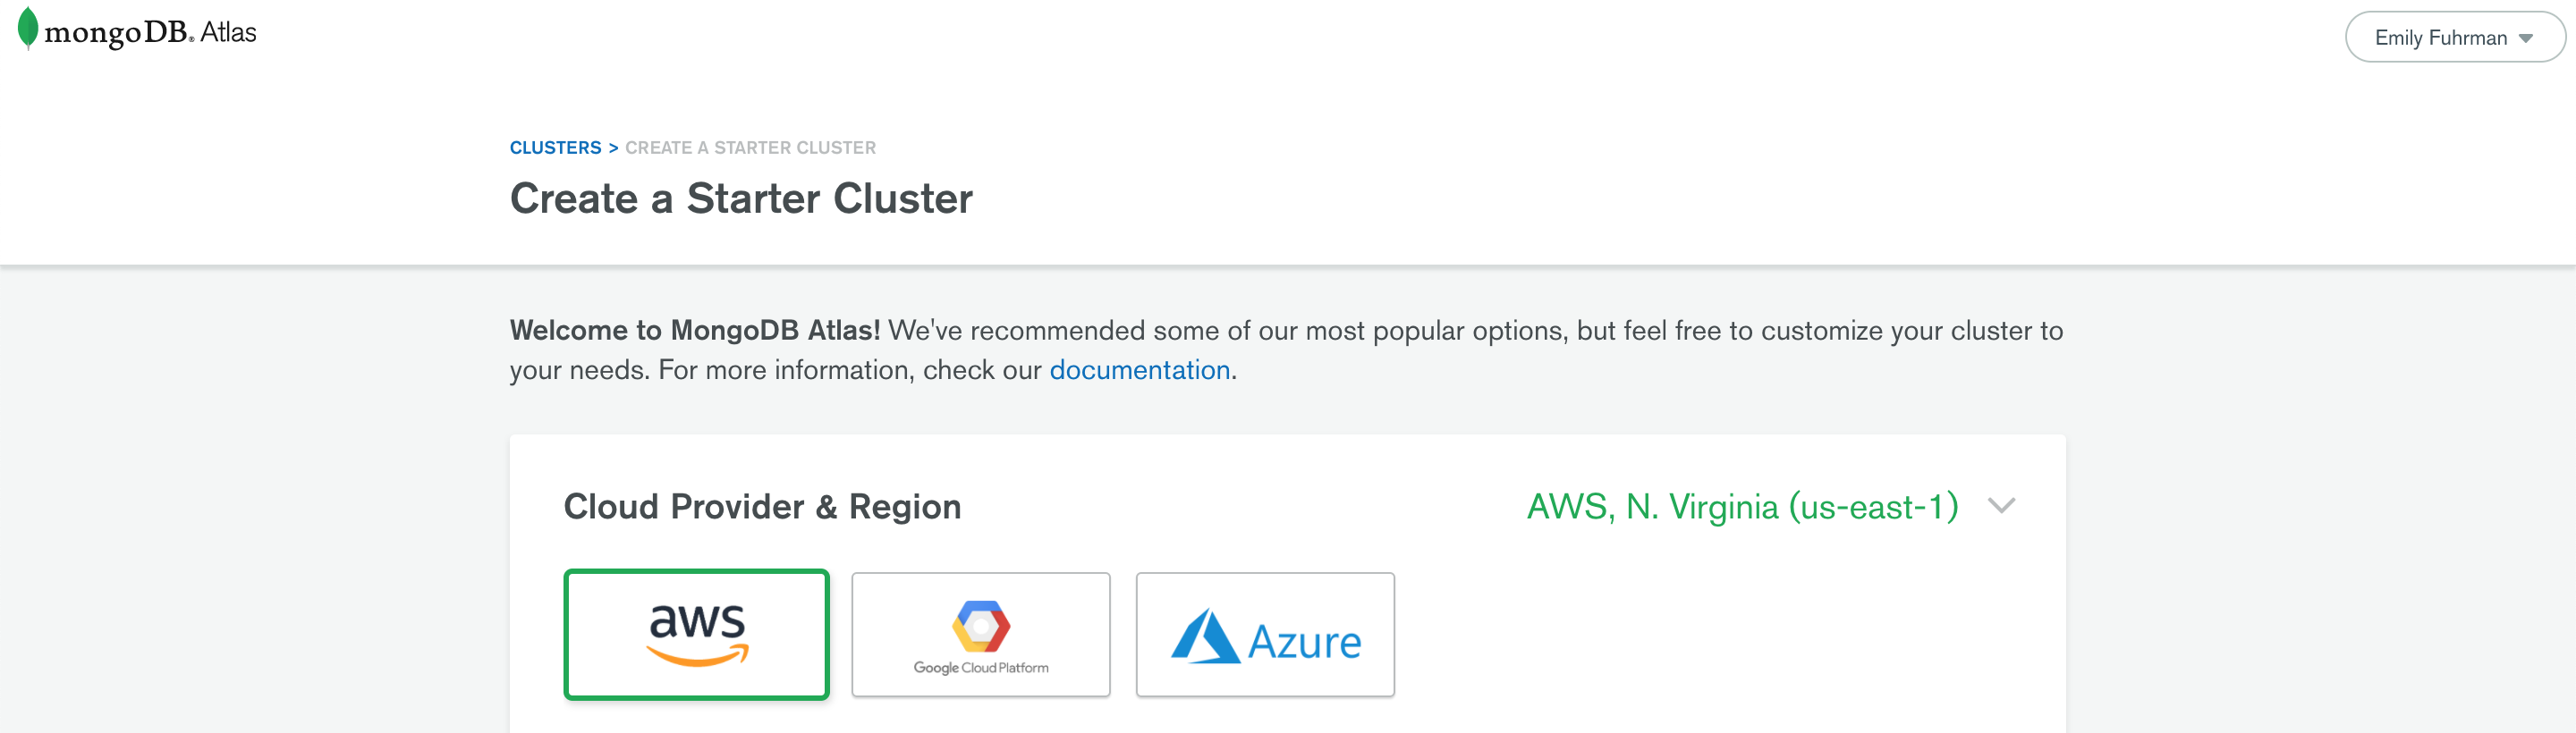 mongoDB® Atlas
Emily Fuhrman
CLUSTERS > CREATE A STARTER CLUSTER
Create a Starter Cluster
Welcome to MongoDB Atlas! We've recommended some of our most popular options, but feel free to customize your cluster to
your needs. For more information, check our documentation.
Cloud Provider & Region
AWS, N. Virginia (us-east-1)
aws
Google Cloud Platform
Azure